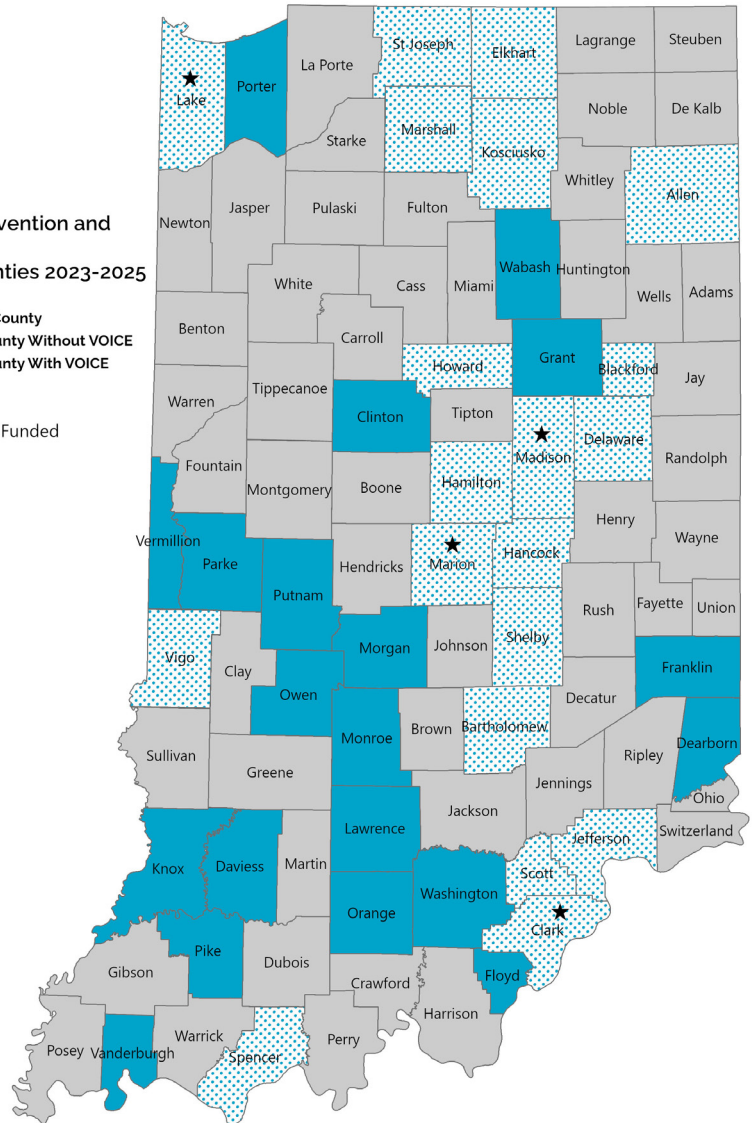 St Joseph
Elkhart
Lagrange
Steuben
La Porte
Porter
Lake
Noble
De Kalb
Marshall
Starke
Kosciusko
Whitley
Allen
Newton
Jasper
Pulaski
Fulton
vention and
nties 2023-2025
Wabash
Huntington
White
Cass
Miami
Wells
Adams
County
unty Without VOICE
unty With VOICE
Benton
Carroll
Howard
Grant
Blackford
Jay
Tippecanoe
Warren
Clinton
Tipton
Funded
Delaware
Madison
Randolph
Fountain
Montgomery
Boone
Hamilton
Henry
Wayne
Vermillion
Parke
Hendricks
Marion
Hancock
Putnam
Rush
Fayette
Union
Morgan
Johnson
Shelby
Vigo
Clay
Franklin
Owen
Decatur
Monroe
Brown
Bartholomew
Dearborn
Sullivan
Greene
Ripley
Jennings
Ohio
Jackson
Lawrence
Jefferson
Switzerland
Knox
Daviess
Martin
Scott
Washington
Orange
Clark
Pike
Dubois
Gibson
Floyd
Crawford
Harrison
Warrick
Perry
Posey
Vanderburgh
Spencer